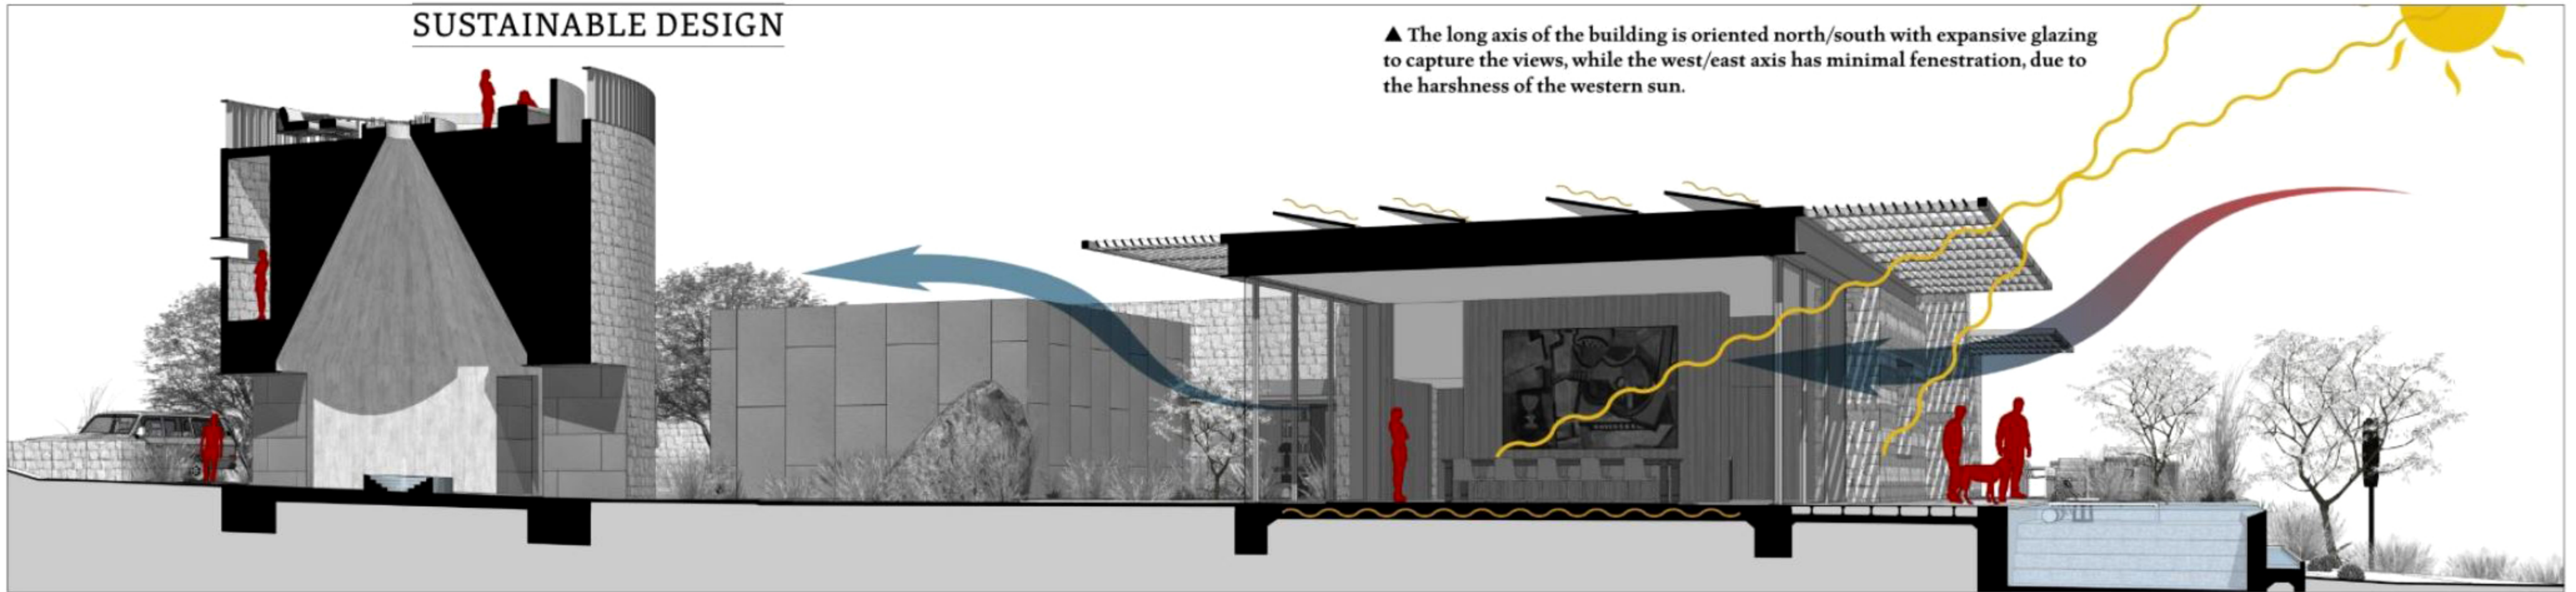 SUSTAINABLE DESIGN
▲ The long axis of the building is oriented north/south with expansive glazing
to capture the views, while the west/east axis has minimal fenestration, due to
the harshness of the western sun.